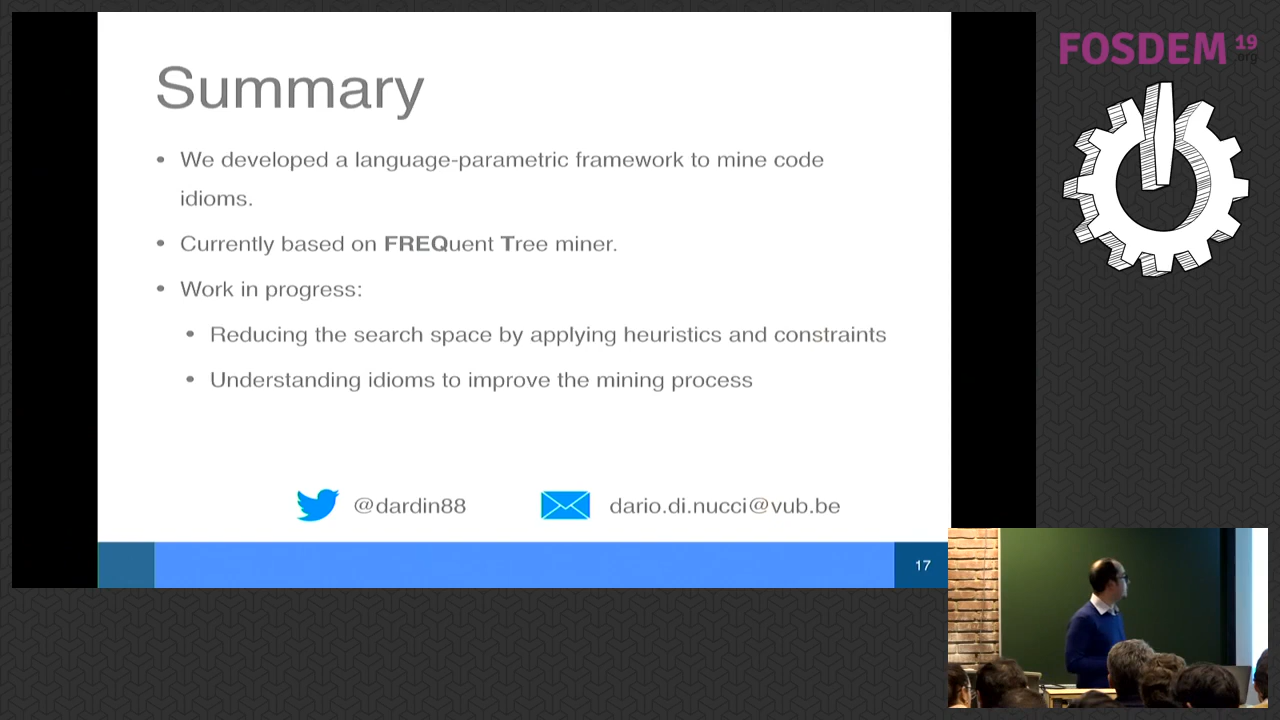 Summary
• We developed a language-parametric framework to mine code
idioms.
• Currently based on FREQuent Tree miner.
• Work in progress:
• Reducing the search space by applying heuristics and constraints
• Understanding idioms to improve the mining process
@dardin88 dario.di.nucci@vub.be
17
FOSDEM 19
.org